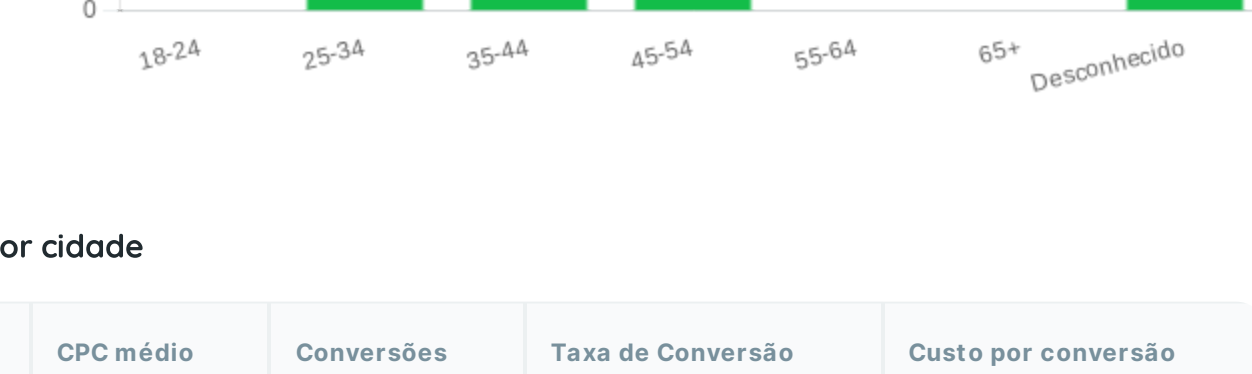 0
18-24 25-34 35-44 45-54 55-64 65+ Desconhecido
or cidade
CPC médio Conversões Taxa de Conversão Custo por conversão